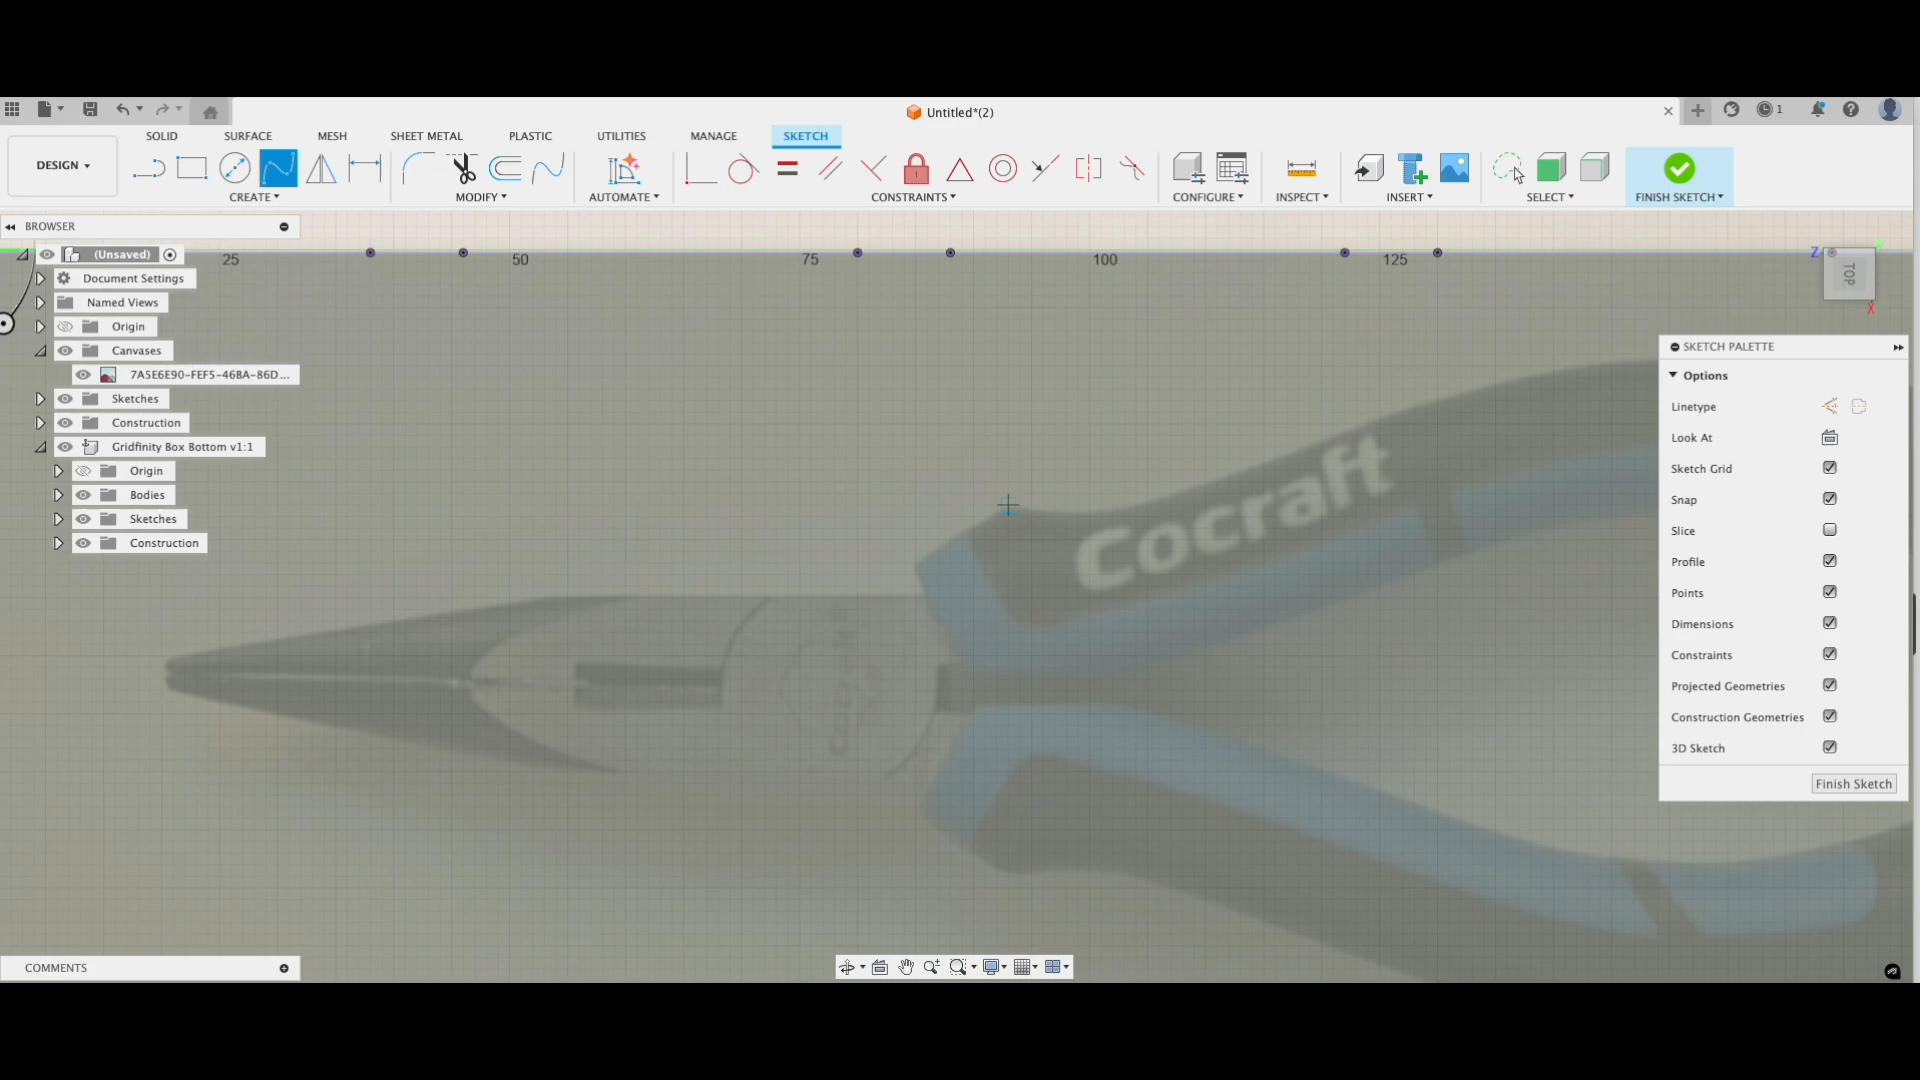 Untitled*(2)
1
SOLID
SURFACE
MESH
SHEET METAL
PLASTIC
UTILITIES
MANAGE
SKETCH
DESIGN
CREATE
MODIFY
AUTOMATE
CONSTRAINTS
CONFIGURE
INSPECT
INSERT
SELECT
FINISH SKETCH
BROWSER
(Unsaved)
25
50
75
100
125
Z
TOP
X
Document Settings
Named Views
Origin
Canvases
7A5E6E90-FEF5-46BA-86D...
Sketches
Construction
Gridfinity Box Bottom v1:1
Origin
Bodies
Sketches
Construction
Cocraft
SKETCH PALETTE
Options
Linetype
Look At
Sketch Grid
Snap
Slice
Profile
Points
Dimensions
Constraints
Projected Geometries
Construction Geometries
3D Sketch
Finish Sketch
COMMENTS